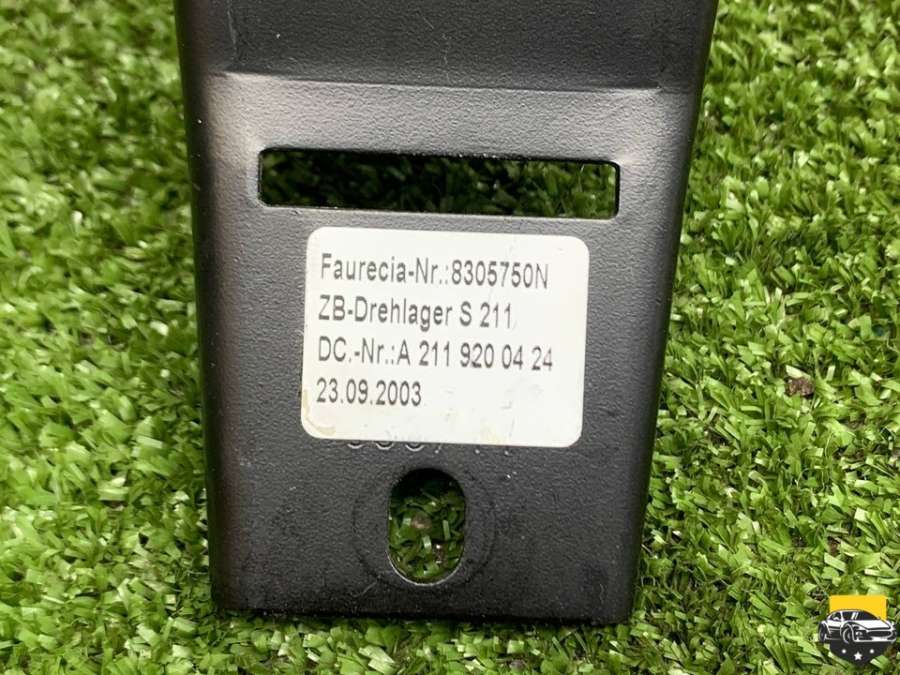 Faurecia-Nr.:8305750N
ZB-Drehlager S 211
DC.-Nr.:A 211 920 04 24
23.09.2003